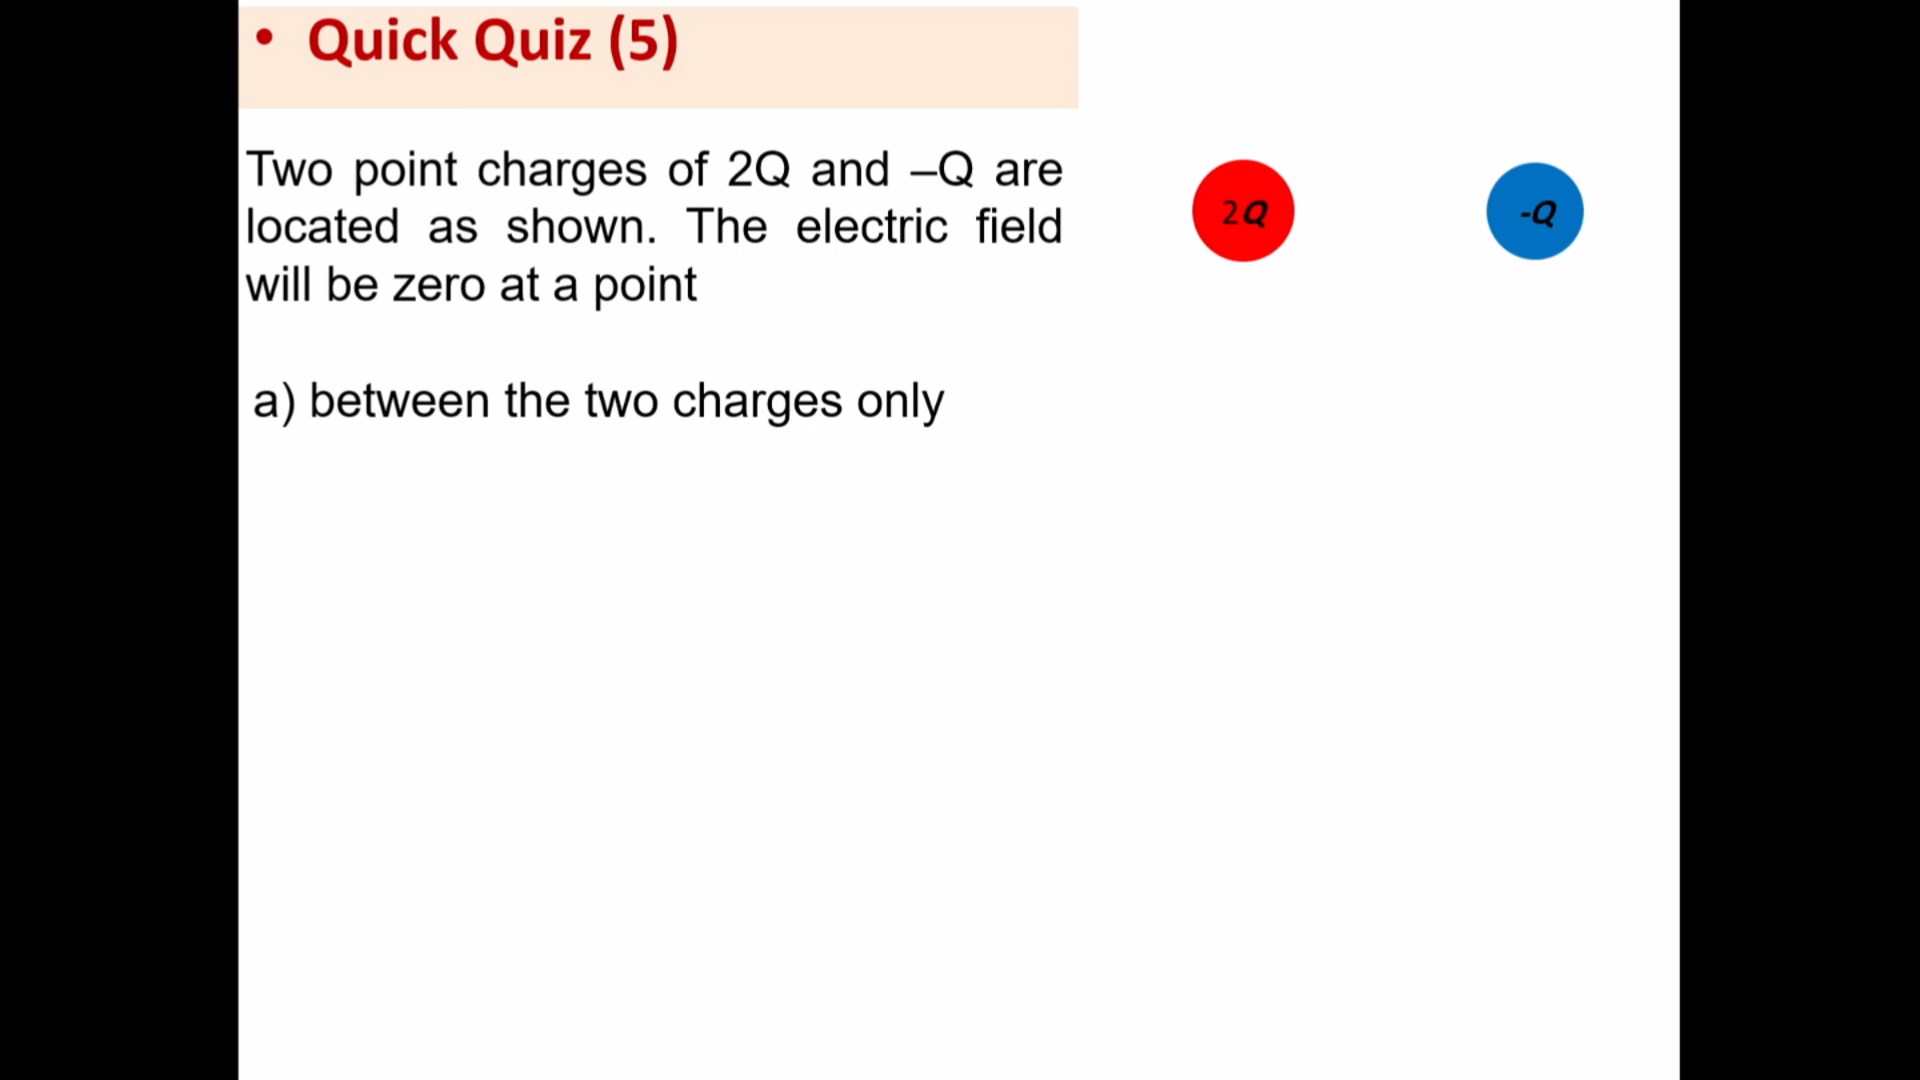 • Quick Quiz (5)
Two point charges of 2Q and –Q are
located as shown. The electric field
will be zero at a point
a) between the two charges only
2Q
-Q